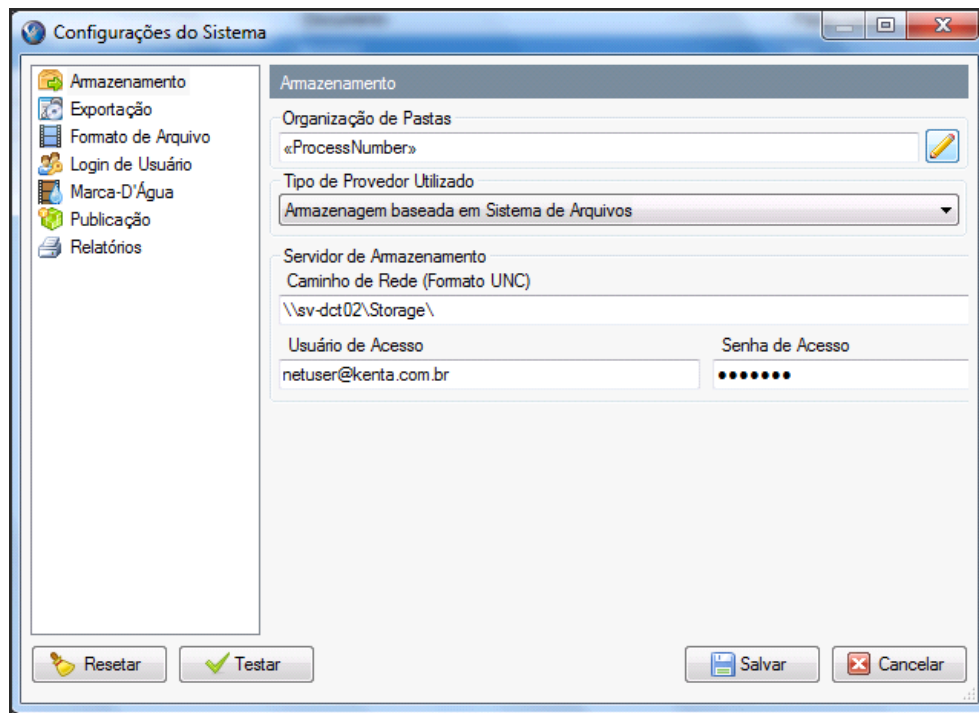 Configurações do Sistema
Armazenamento
Exportação
Formato de Arquivo
Login de Usuário
Marca-D'Água
Publicação
Relatórios
Armazenamento
Organização de Pastas
«ProcessNumber»
Tipo de Provedor Utilizado
Armazenagem baseada em Sistema de Arquivos
Servidor de Armazenamento
Caminho de Rede (Formato UNC)
\\sv-dct02\Storage\
Usuário de Acesso Senha de Acesso
netuser@kenta.com.br •••••••
Resetar Testar Salvar Cancelar